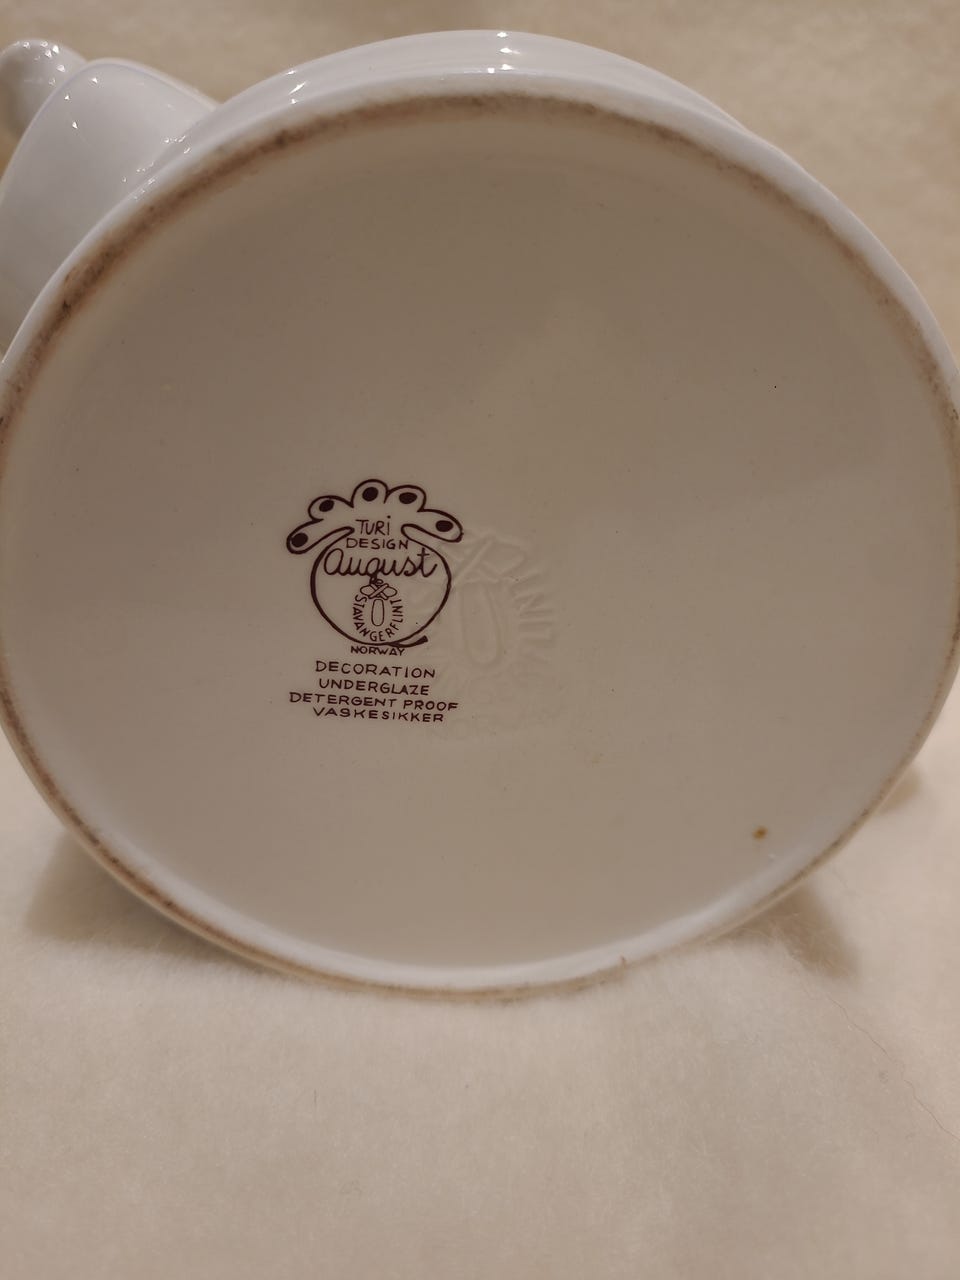 TURi
DESIGN
august
STAVANGERFLINT
NORWAY
DECORATION
UNDERGLAZE
DETERGENT PROOF
VASKESIKKER